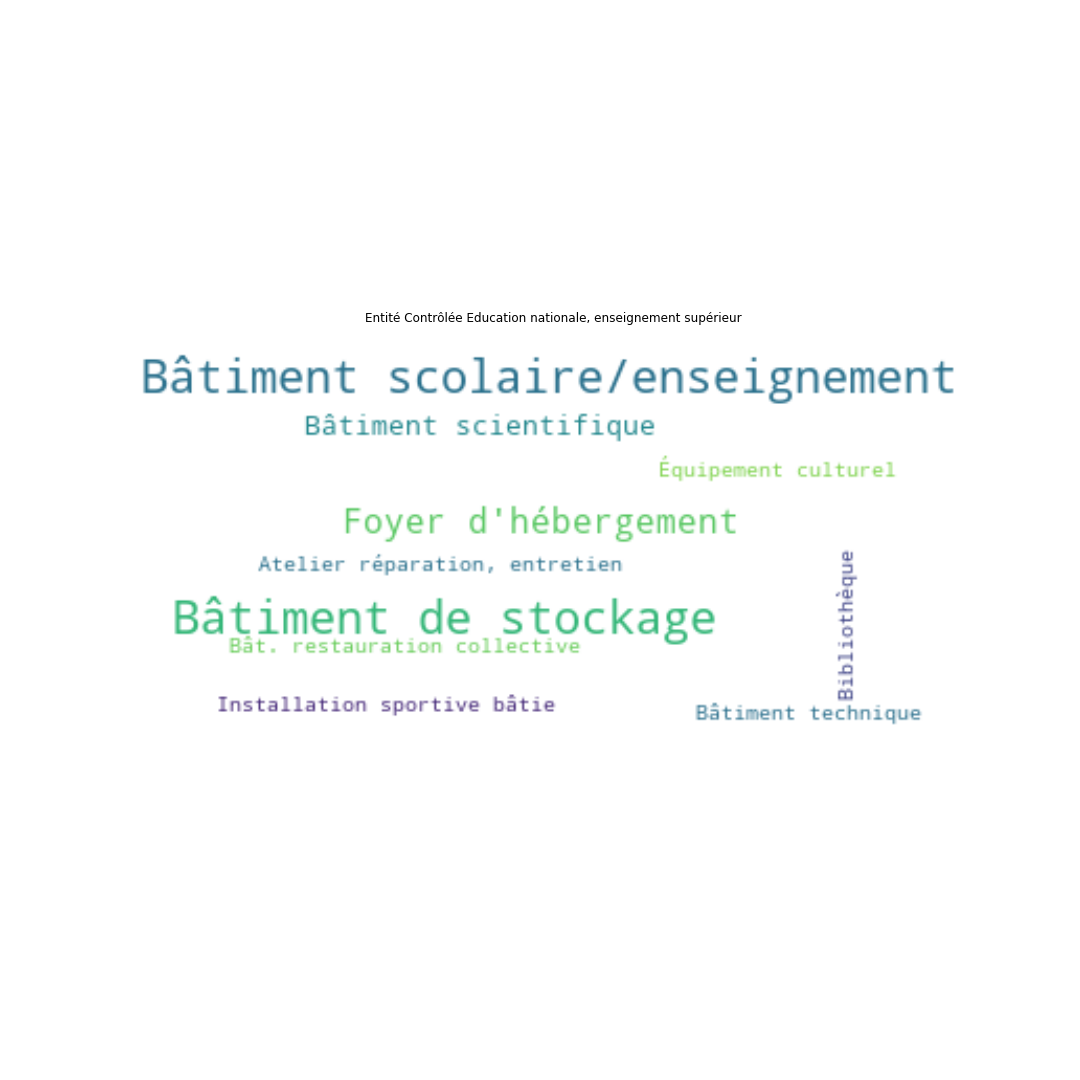 Entité Contrôlée Education nationale, enseignement supérieur
Bâtiment scolaire/enseignement
Bâtiment scientifique
Équipement culturel
Foyer d'hébergement
Atelier réparation, entretien
Bibliothèque
Bâtiment de stockage
Bât. restauration collective
Installation sportive bâtie
Bâtiment technique